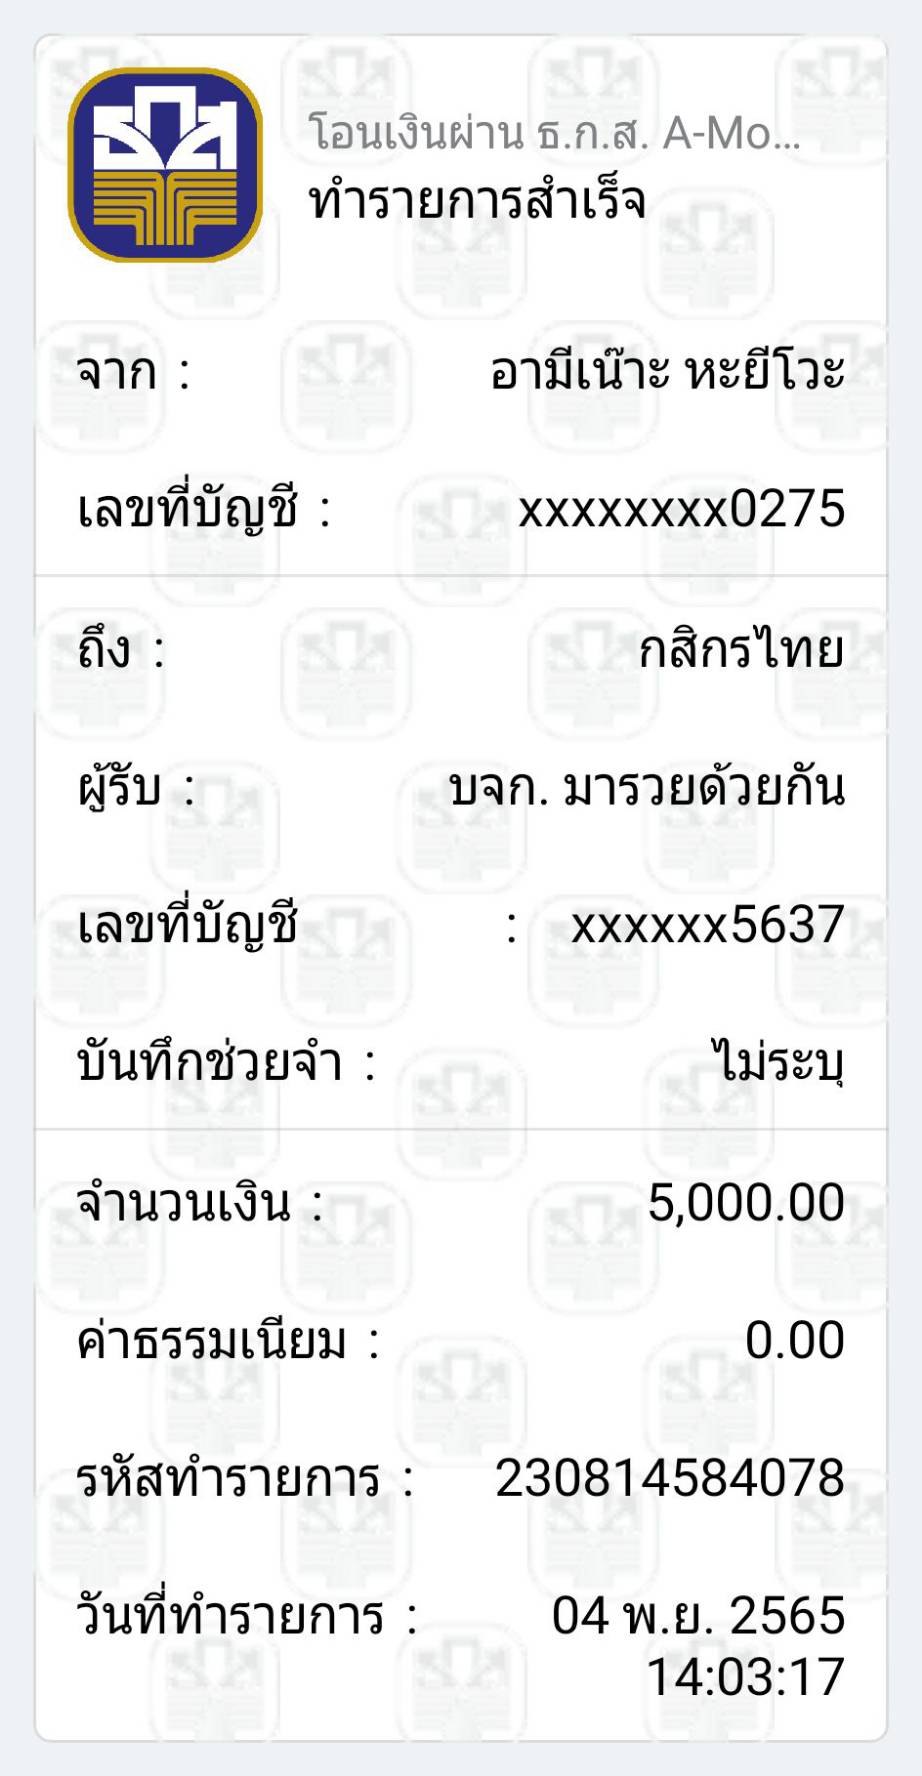 โอนเงินผ่าน ธ.ก.ส. A-Mo...
ทำรายการสำเร็จ
จาก : อามีเน๊าะ หะยีโวะ
เลขที่บัญชี : xxxxxxxx0275
ถึง : กสิกรไทย
ผู้รับ : บจก. มารวยด้วยกัน
เลขที่บัญชี : xxxxxx5637
บันทึกช่วยจำ : ไม่ระบุ
จำนวนเงิน : 5,000.00
ค่าธรรมเนียม : 0.00
รหัสทำรายการ : 230814584078
วันที่ทำรายการ : 04 พ.ย. 2565
14:03:17